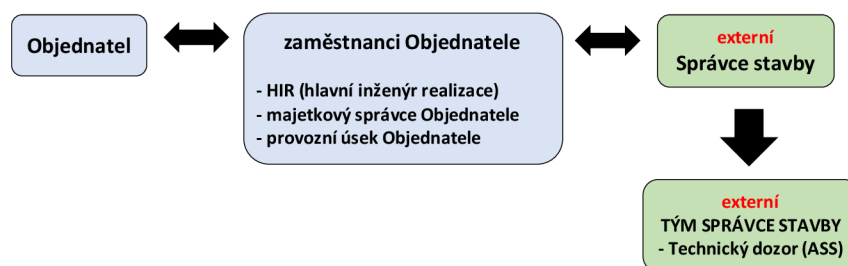 Objednatel
zaměstnanci Objednatele
- HIR (hlavní inženýr realizace)
- majetkový správce Objednatele
- provozní úsek Objednatele
externí
Správce stavby
externí
TÝM SPRÁVCE STAVBY
- Technický dozor (ASS)